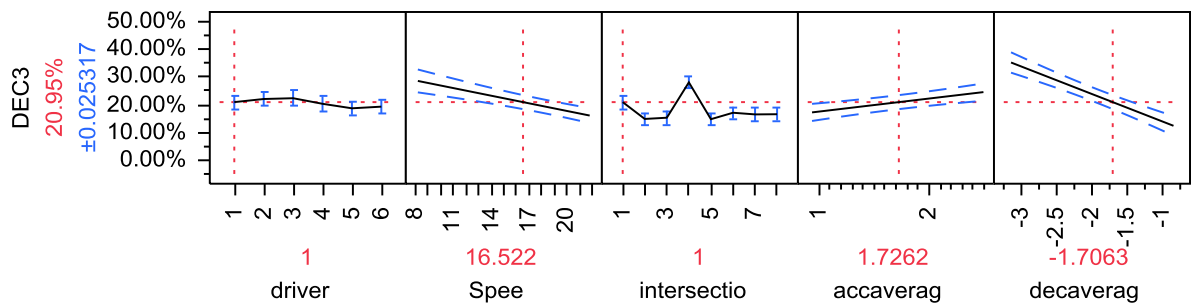 DEC3
20.95%
±0.025317
50.00%
40.00%
30.00%
20.00%
10.00%
0.00%
1 2 3 4 5 6
8 11 14 17 20
1 3 5 7
1 2
-3 -2.5 -2 -1.5 -1
1 16.522 1 1.7262 -1.7063
driver Spee intersectio accaverag decaverag